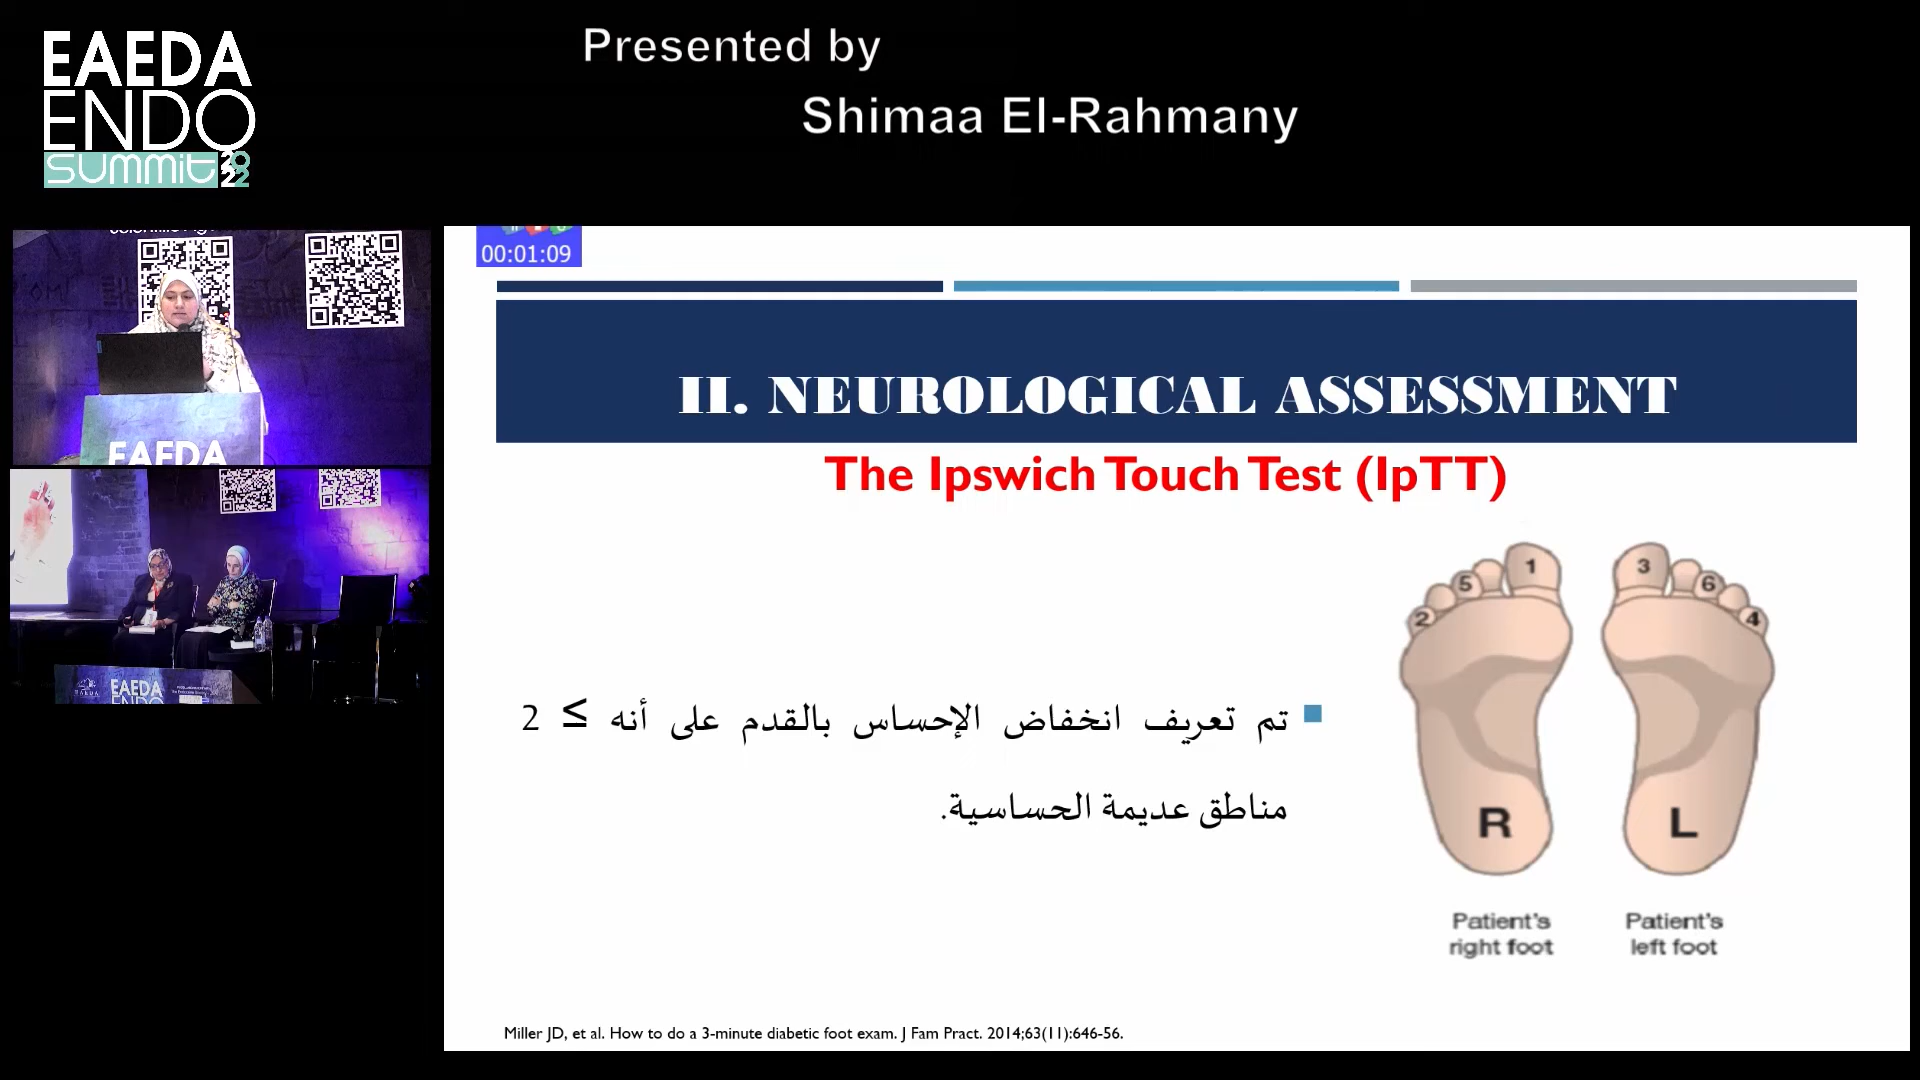 EAEDA
ENDO
SUMMIT 2022
Presented by
Shimaa El-Rahmany
00:01:09
II. NEUROLOGICAL ASSESSMENT
The Ipswich Touch Test (IpTT)
تم تعريف انخفاض الإحساس بالقدم على أنه ≥ 2
مناطق عديمة الحساسية.
1
5
2
3
6
4
R
L
Patient's
right foot
Patient's
left foot
Miller JD, et al. How to do a 3-minute diabetic foot exam. J Fam Pract. 2014;63(11):646-56.
EAEDA
EAEDA
ENDO